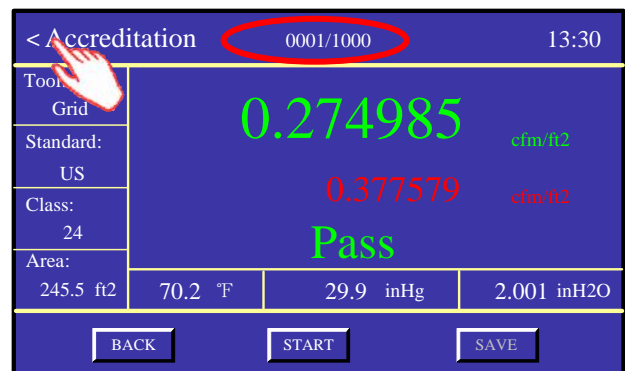 < Accreditation 0001/1000 13:30
Tool:
Grid
Standard:
US
Class:
24
Area:
245.5 ft2
0.274985 cfm/ft2
0.377579 cfm/ft2
Pass
70.2 ℉ 29.9 inHg 2.001 inH2O
BACK START SAVE